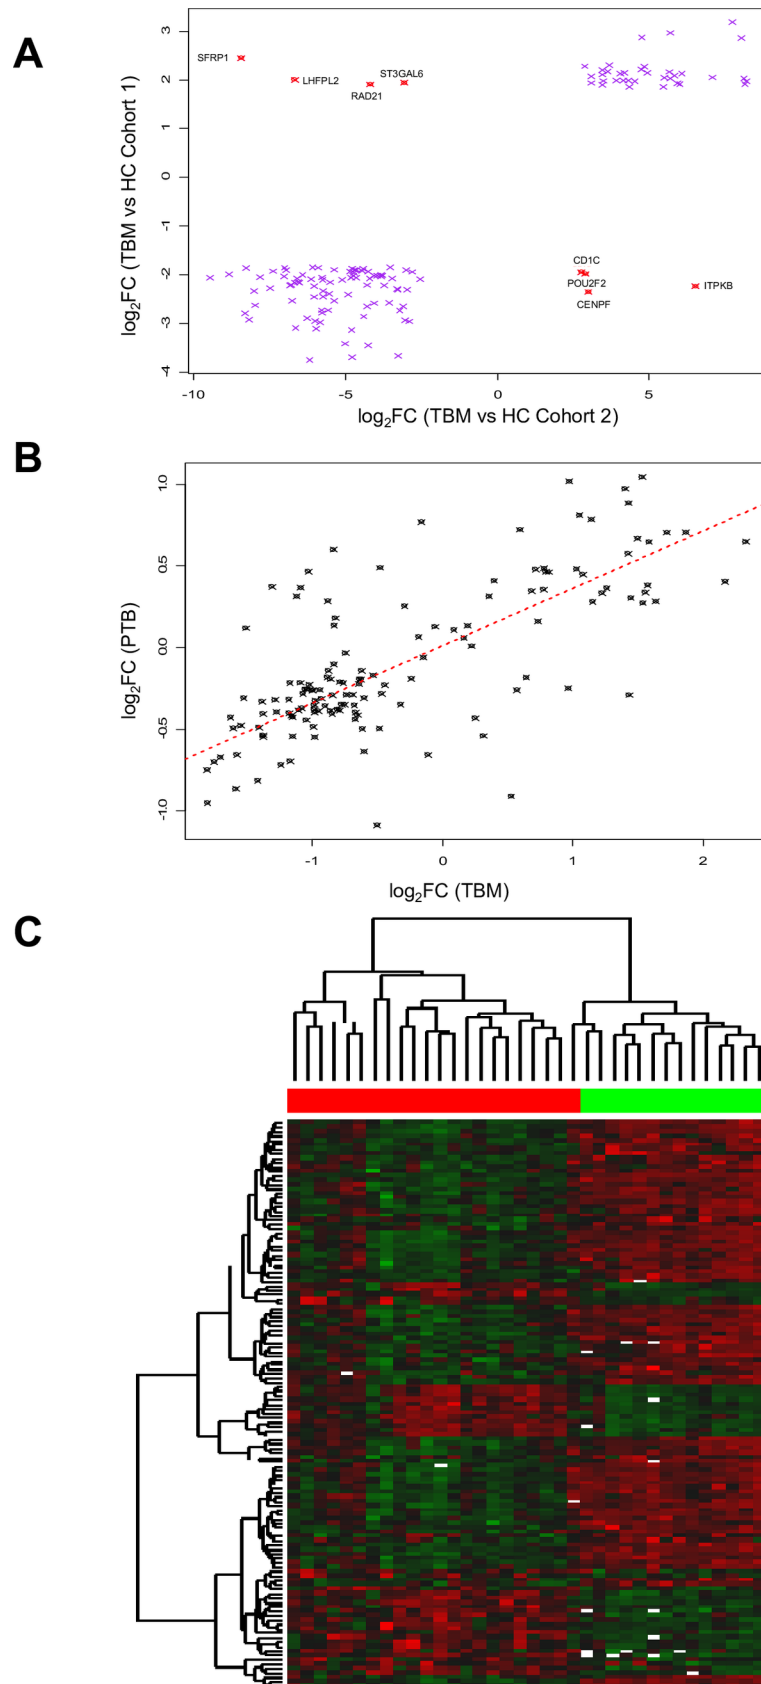 A
3
2
1
0
-1
-2
-3
-4
log2FC (TBM vs HC Cohort 1)
SFRP1
LHFPL2
RAD21
ST3GAL6
CD1C
POU2F2
CENPF
ITPKB
-10
-5
0
5
log2FC (TBM vs HC Cohort 2)
B
1.0
0.5
0.0
-0.5
-1.0
log2FC (PTB)
-1
0
1
2
log2FC (TBM)
C